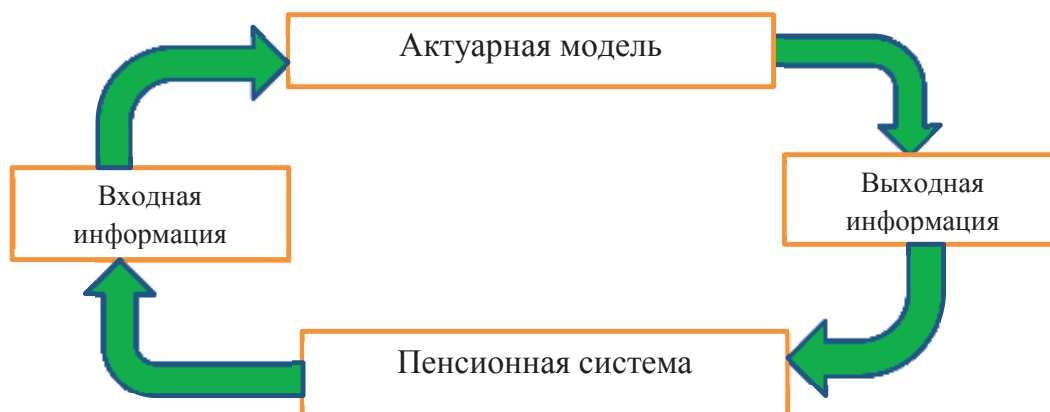 Актуарная модель
Входная
информация
Выходная
информация
Пенсионная система